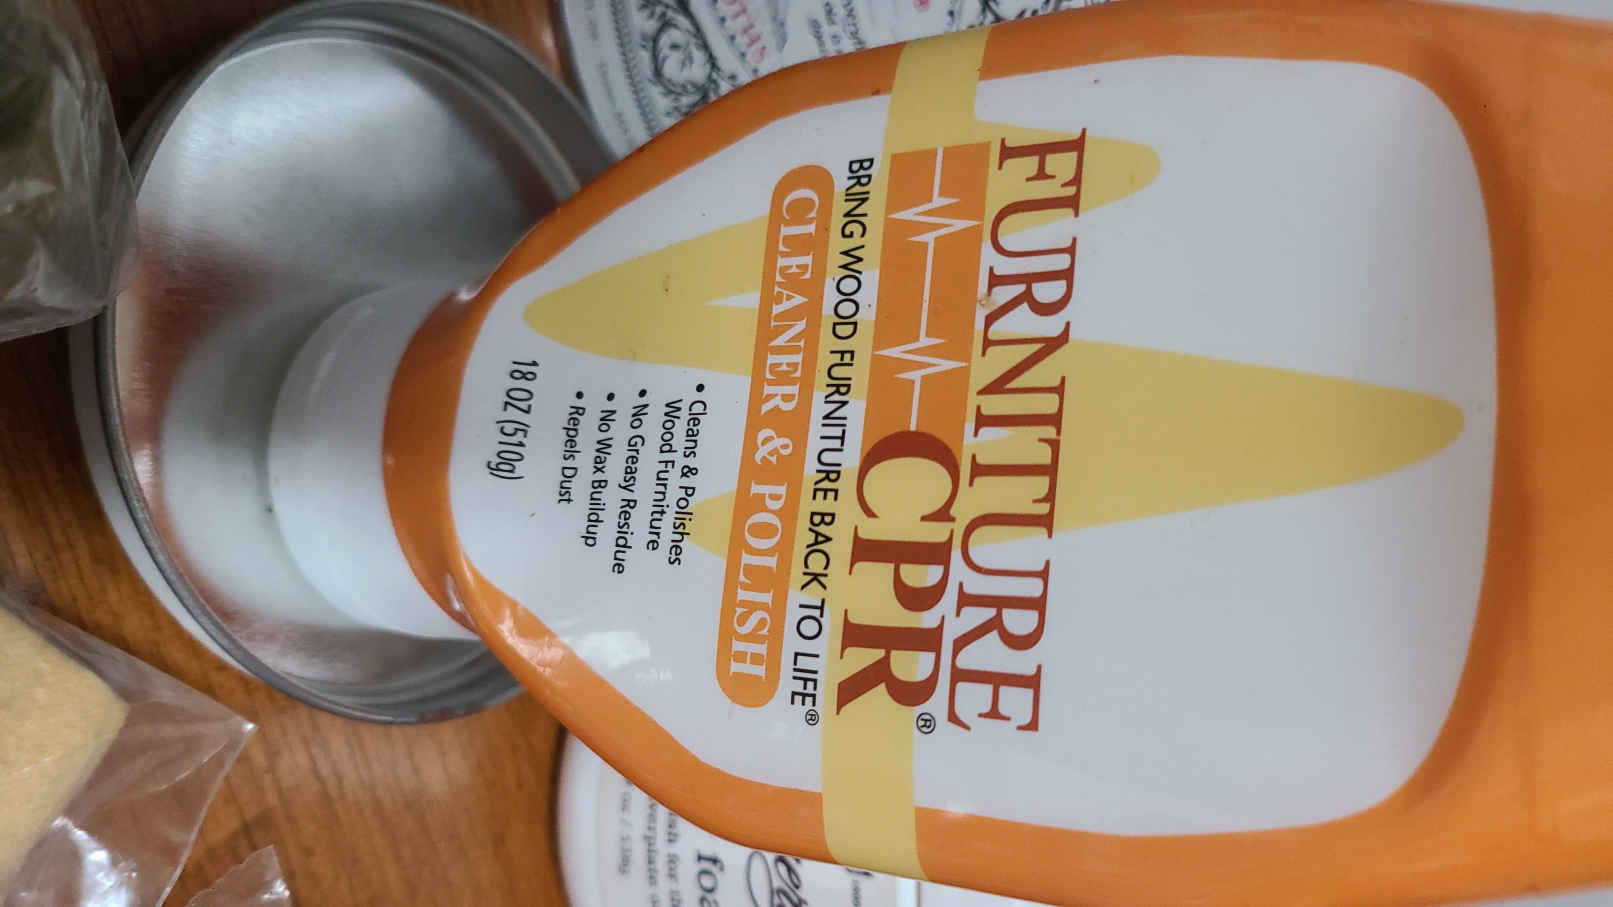 FURNITURE
CPR®
BRING WOOD FURNITURE BACK TO LIFE®
CLEANER & POLISH
• Cleans & Polishes
Wood Furniture
• No Greasy Residue
• No Wax Buildup
• Repels Dust
18 OZ (510g)